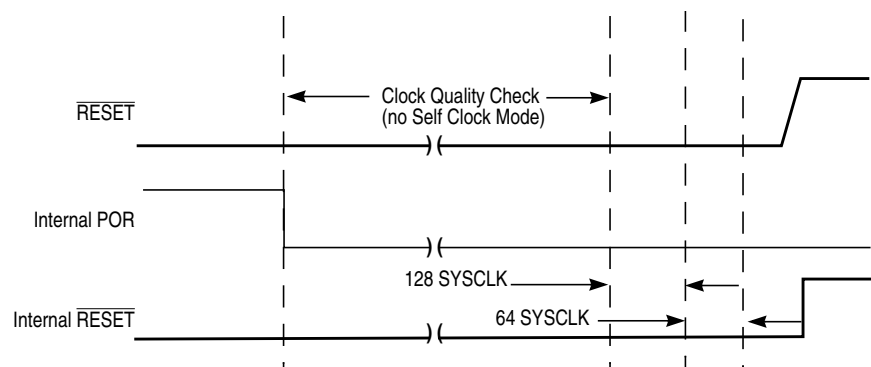 RESET
Clock Quality Check
(no Self Clock Mode)
Internal POR
128 SYSCLK
64 SYSCLK
Internal RESET